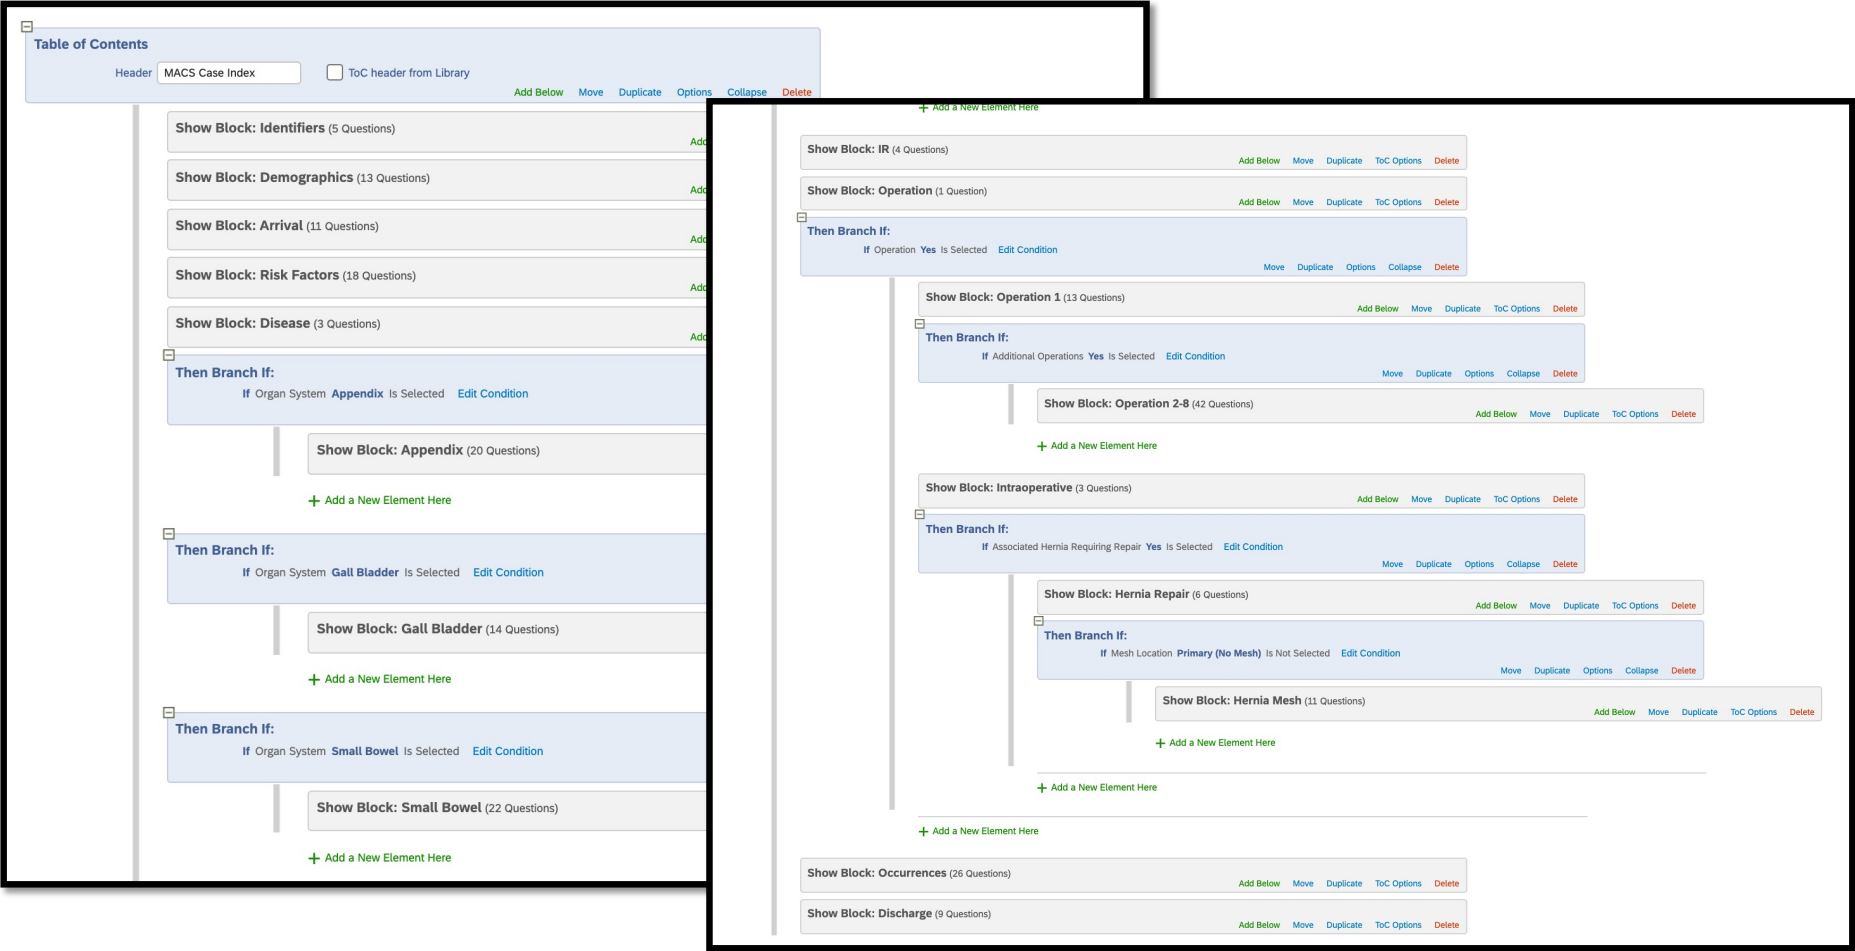 Table of Contents
Header MACS Case Index ToC header from Library
Add Below Move Duplicate Options Collapse Delete
Show Block: Identifiers (5 Questions)
Show Block: Demographics (13 Questions)
Show Block: Arrival (11 Questions)
Show Block: Risk Factors (18 Questions)
Show Block: Disease (3 Questions)
Then Branch If:
If Organ System Appendix Is Selected Edit Condition
Show Block: Appendix (20 Questions)
+ Add a New Element Here
Then Branch If:
If Organ System Gall Bladder Is Selected Edit Condition
Show Block: Gall Bladder (14 Questions)
+ Add a New Element Here
Then Branch If:
If Organ System Small Bowel Is Selected Edit Condition
Show Block: Small Bowel (22 Questions)
+ Add a New Element Here
+ Add a New Element Here
Show Block: IR (4 Questions)
Add Below Move Duplicate ToC Options Delete
Show Block: Operation (1 Question)
Add Below Move Duplicate ToC Options Delete
Then Branch If:
If Operation Yes Is Selected Edit Condition
Move Duplicate Options Collapse Delete
Show Block: Operation 1 (13 Questions)
Add Below Move Duplicate ToC Options Delete
Then Branch If:
If Additional Operations Yes Is Selected Edit Condition
Move Duplicate Options Collapse Delete
Show Block: Operation 2-8 (42 Questions)
Add Below Move Duplicate ToC Options Delete
+ Add a New Element Here
Show Block: Intraoperative (3 Questions)
Add Below Move Duplicate ToC Options Delete
Then Branch If:
If Associated Hernia Requiring Repair Yes Is Selected Edit Condition
Move Duplicate Options Collapse Delete
Show Block: Hernia Repair (6 Questions)
Add Below Move Duplicate ToC Options Delete
Then Branch If:
If Mesh Location Primary (No Mesh) Is Not Selected Edit Condition
Move Duplicate Options Collapse Delete
Show Block: Hernia Mesh (11 Questions)
Add Below Move Duplicate ToC Options Delete
+ Add a New Element Here
+ Add a New Element Here
+ Add a New Element Here
Show Block: Occurrences (26 Questions)
Add Below Move Duplicate ToC Options Delete
Show Block: Discharge (9 Questions)
Add Below Move Duplicate ToC Options Delete